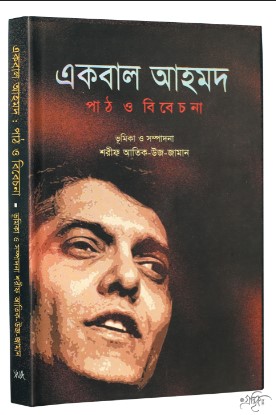 একবাল আহমদ
পাঠ ও বিবেচনা
ভূমিকা ও সম্পাদনা
শরীফ আতিক-উজ-জামান
একবাল আহমদ : পাঠ ও বিবেচনা ■ ভূমিকা ও সম্পাদনা শরীফ আতিক-উজ-জামান